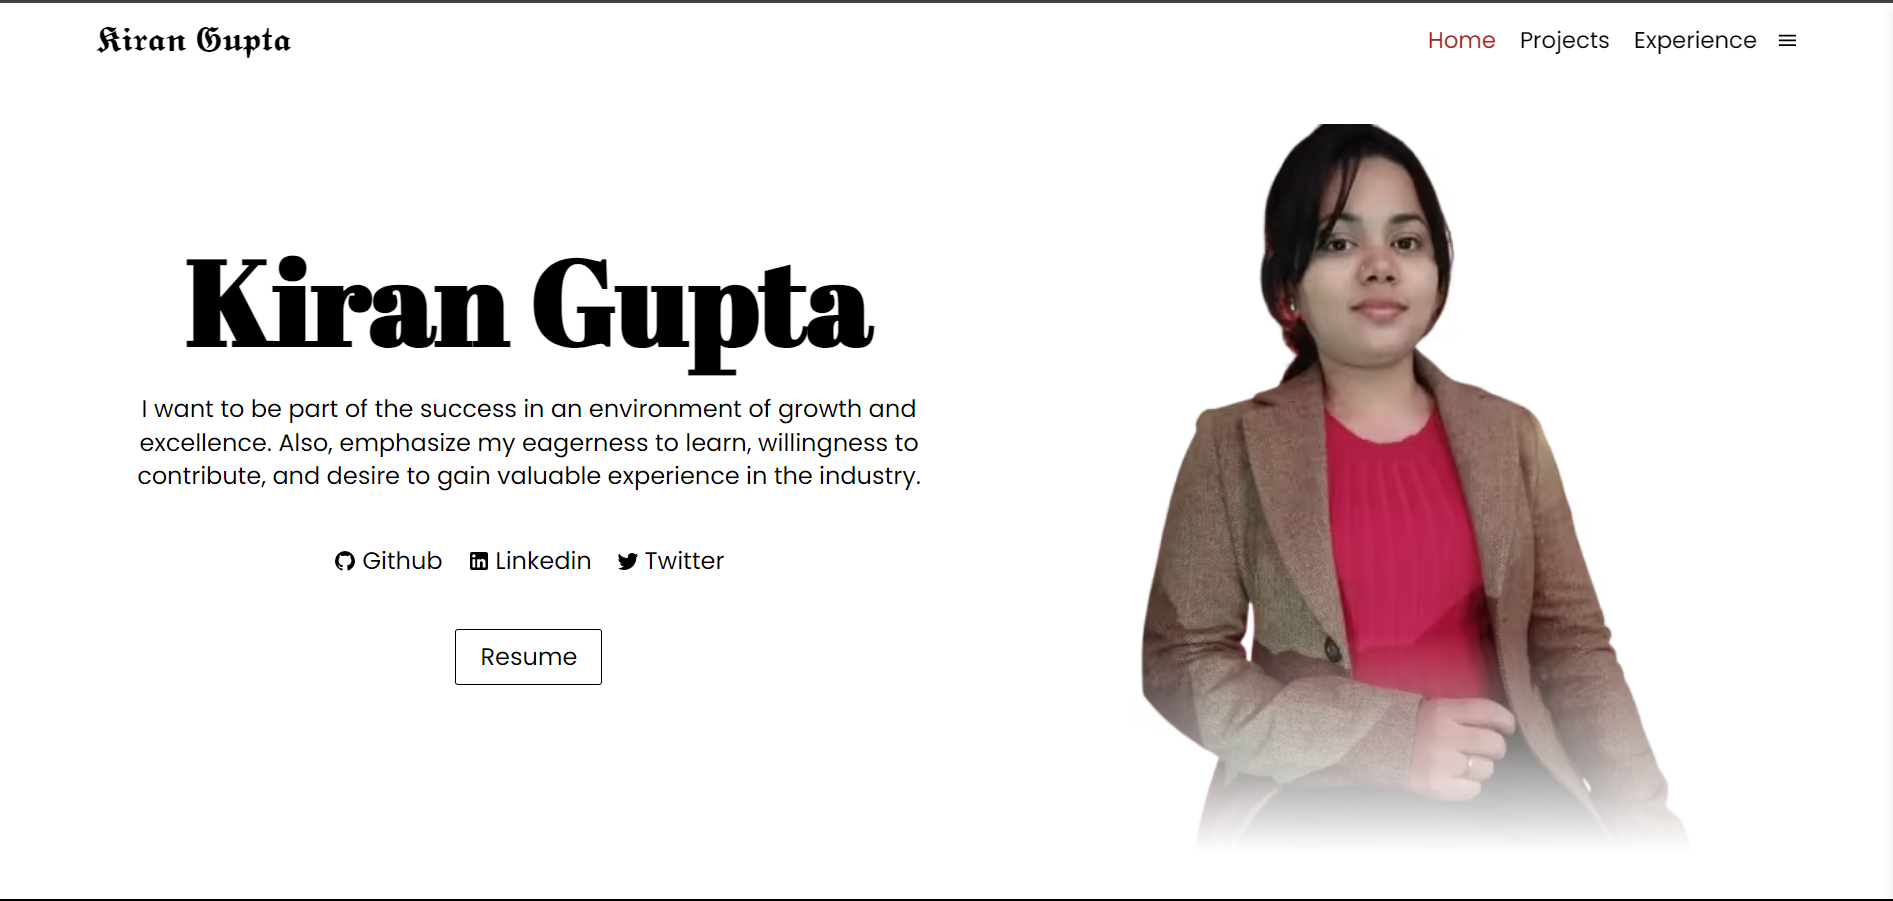 Kiran Gupta
Home Projects Experience
Kiran Gupta
I want to be part of the success in an environment of growth and
excellence. Also, emphasize my eagerness to learn, willingness to
contribute, and desire to gain valuable experience in the industry.
Github Linkedin Twitter
Resume